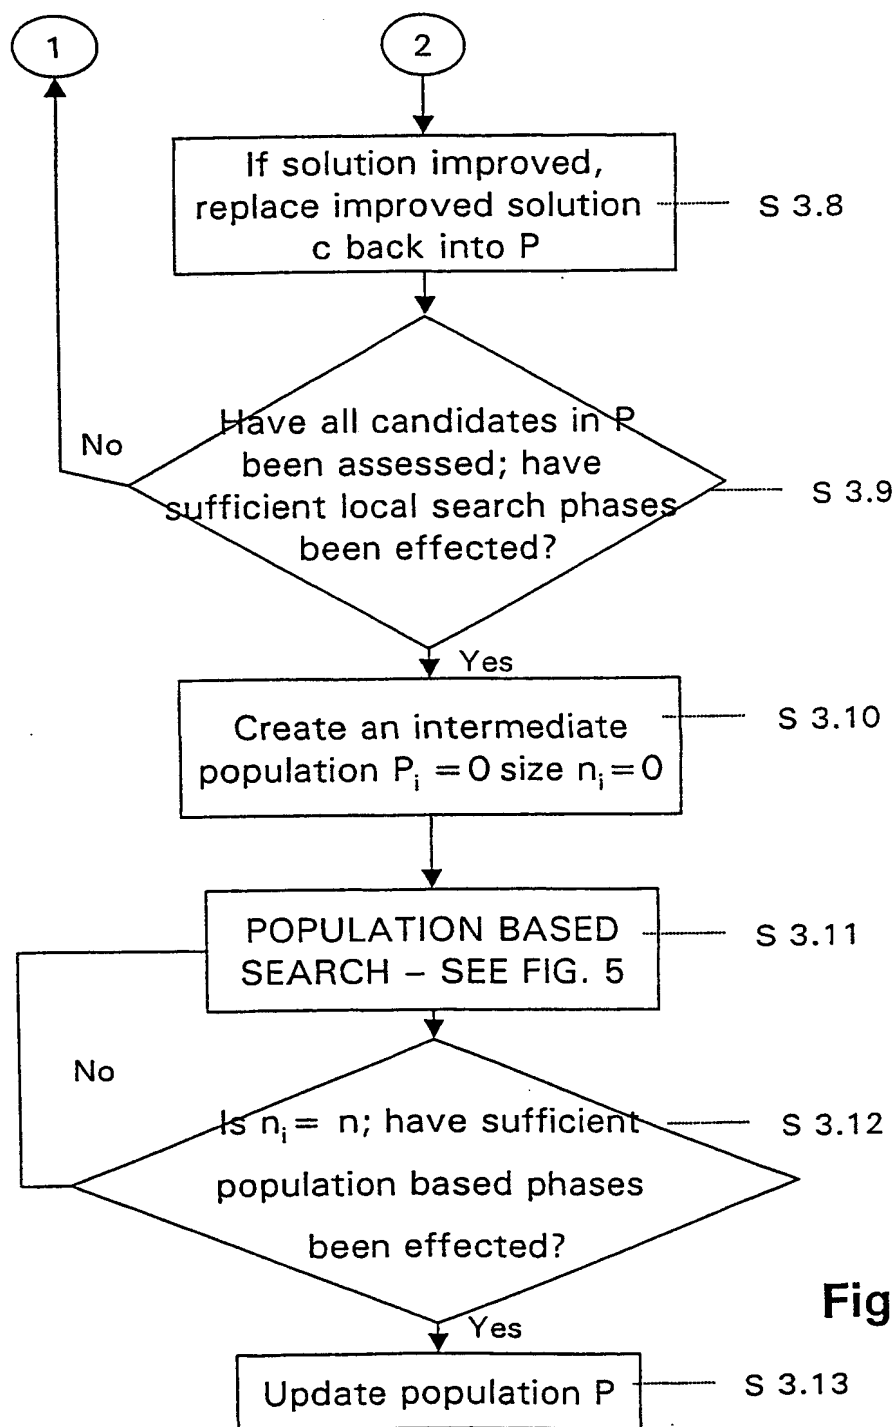 1
2
If solution improved,
replace improved solution
c back into P
S 3.8
Have all candidates in P
been assessed; have
sufficient local search phases
been effected?
No
S 3.9
Yes
Create an intermediate
population Pᵢ = 0 size nᵢ = 0
S 3.10
POPULATION BASED
SEARCH – SEE FIG. 5
S 3.11
No
Is nᵢ = n; have sufficient
population based phases
been effected?
S 3.12
Fig
Yes
Update population P
S 3.13